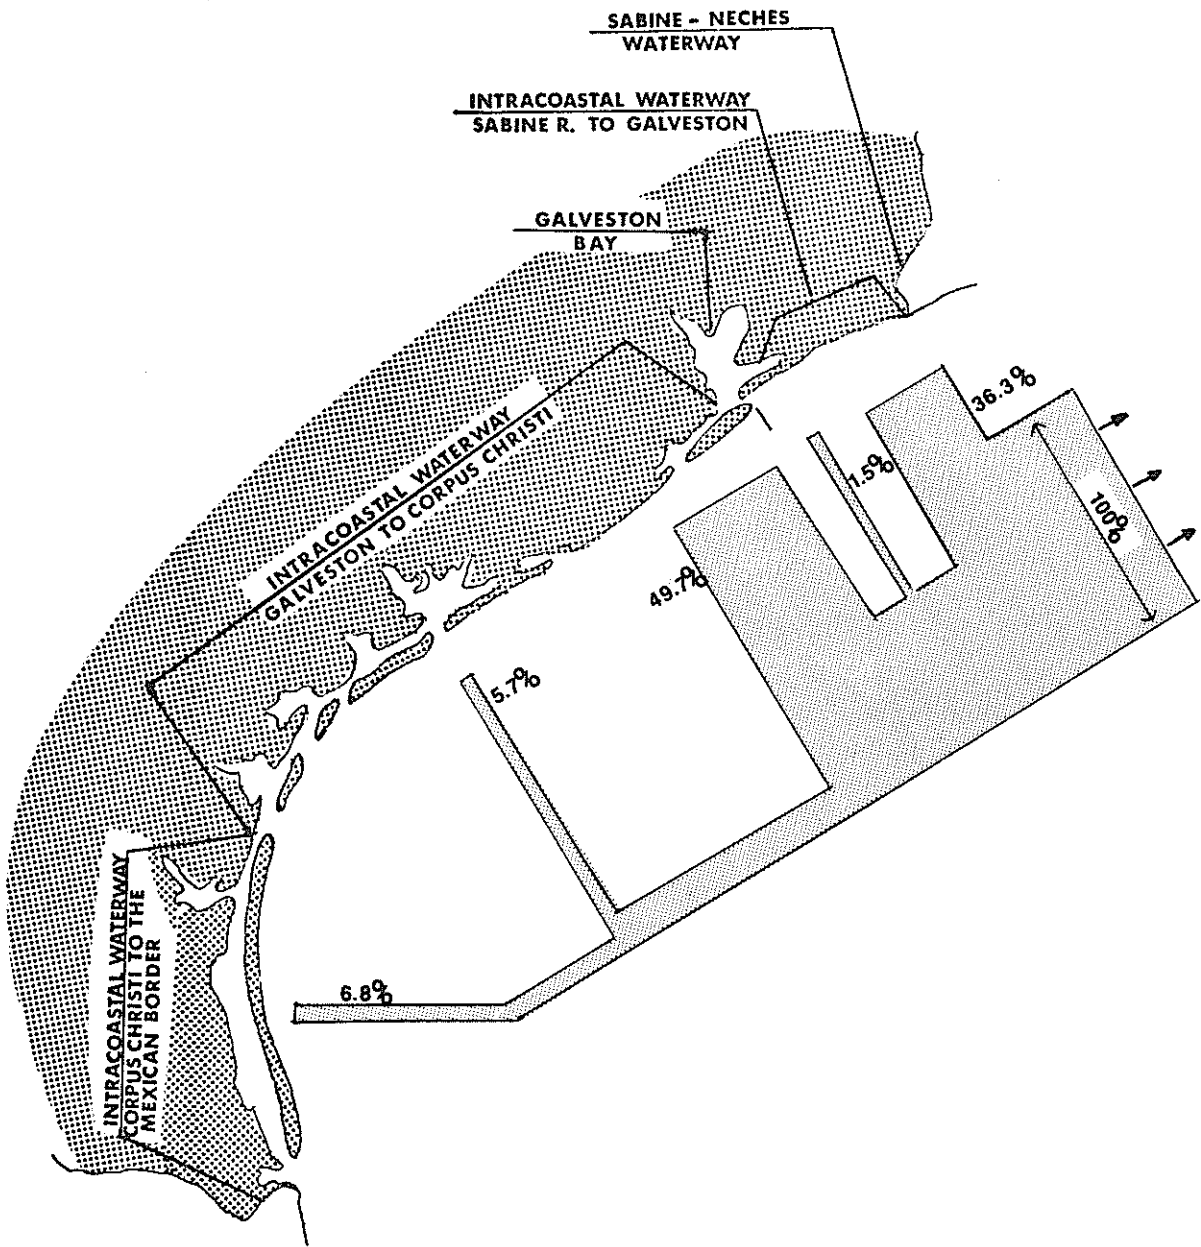 SABINE - NECHES
WATERWAY
INTRACOASTAL WATERWAY
SABINE R. TO GALVESTON
GALVESTON
BAY
36.3%
1.5%
100%
INTRACOASTAL WATERWAY
GALVESTON TO CORPUS CHRISTI
49.7%
5.7%
INTRACOASTAL WATERWAY
CORPUS CHRISTI TO THE
MEXICAN BORDER
6.8%